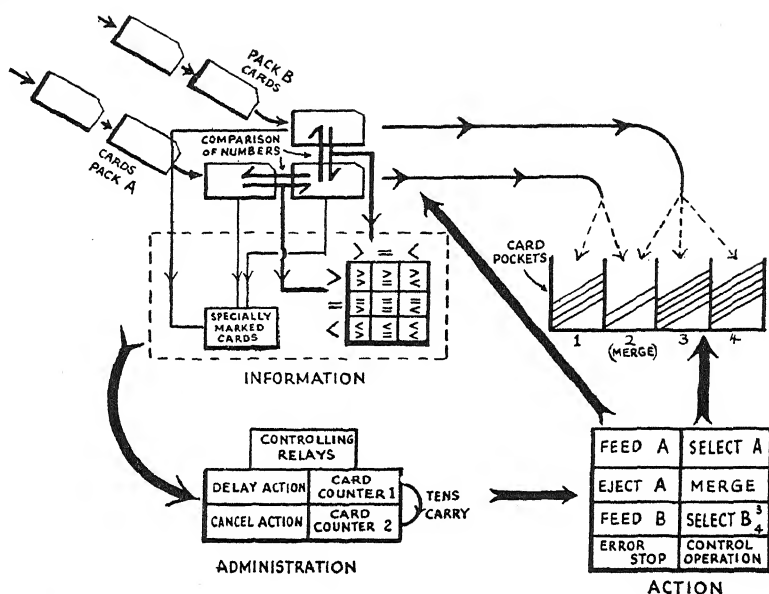 PACK B
CARDS
CARDS
PACK A
COMPARISON
OF NUMBERS
> = <
>
=
<
SPECIALLY
MARKED
CARDS
INFORMATION
CARD
POCKETS
1 2 3 4
(MERGE)
CONTROLLING
RELAYS
DELAY ACTION
CARD
COUNTER 1
CANCEL ACTION
CARD
COUNTER 2
TENS
CARRY
ADMINISTRATION
FEED A
SELECT A
EJECT A
MERGE
FEED B
SELECT B 3 4
ERROR
STOP
CONTROL
OPERATION
ACTION